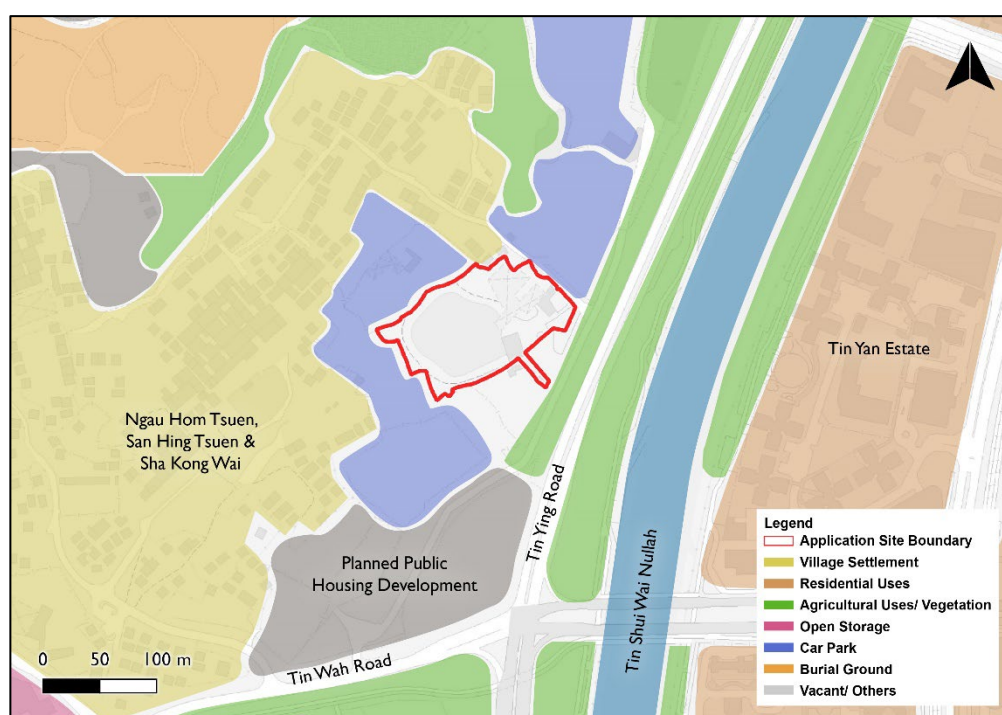 Tin Yan Estate
Ngau Hom Tsuen,
San Hing Tsuen &
Sha Kong Wai
Tin Ying Road
Tin Shui Wai Nullah
Planned Public
Housing Development
Tin Wah Road
0 50 100 m
Legend
Application Site Boundary
Village Settlement
Residential Uses
Agricultural Uses/ Vegetation
Open Storage
Car Park
Burial Ground
Vacant/ Others